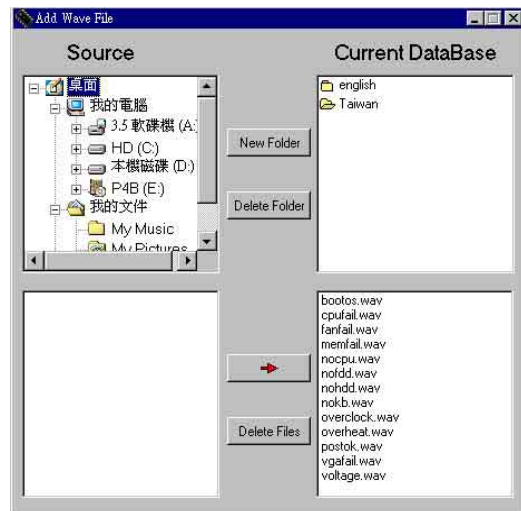 Add Wave File
Source
Current DataBase
桌面
我的電腦
3.5 軟碟機 (A:
HD (C:)
本機磁碟 (D:)
P4B (E:)
我的文件
My Music
My Pictures
New Folder
Delete Folder
english
Taiwan
Delete Files
bootos.wav
cpufail.wav
fanfail.wav
memfail.wav
nocpu.wav
nofdd.wav
nohdd.wav
nokb.wav
overclock.wav
overheat.wav
postok.wav
vgafail.wav
voltage.wav